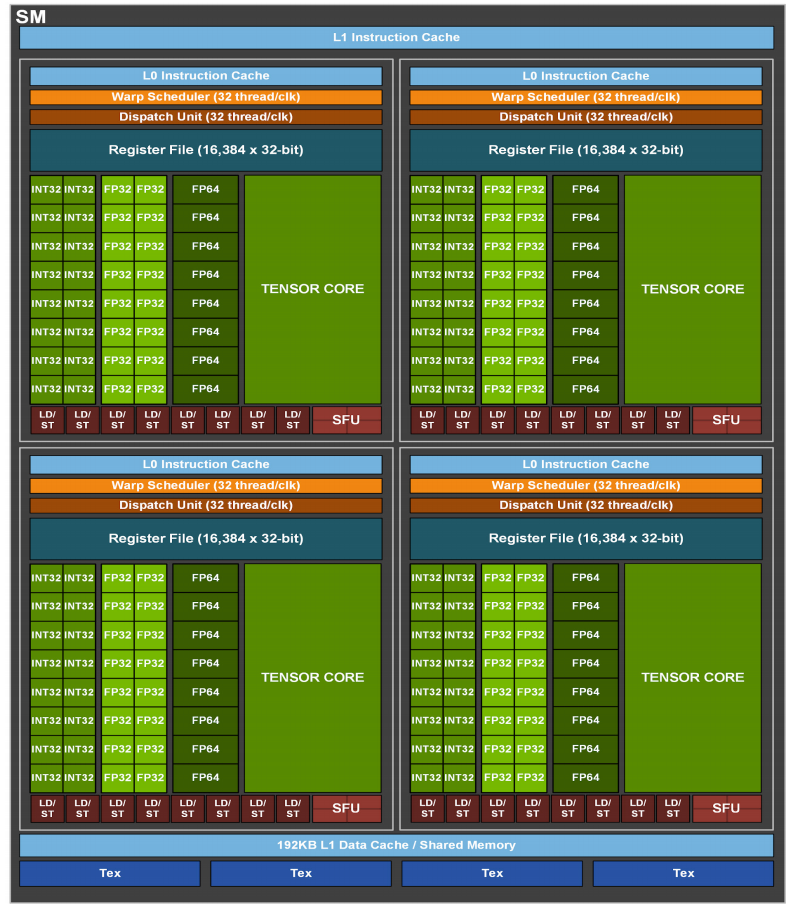 SM
L1 Instruction Cache
L0 Instruction Cache
Warp Scheduler (32 thread/clk)
Dispatch Unit (32 thread/clk)
Register File (16,384 x 32-bit)
INT32 INT32 FP32 FP32 FP64
INT32 INT32 FP32 FP32 FP64
INT32 INT32 FP32 FP32 FP64
INT32 INT32 FP32 FP32 FP64
TENSOR CORE
INT32 INT32 FP32 FP32 FP64
INT32 INT32 FP32 FP32 FP64
INT32 INT32 FP32 FP32 FP64
INT32 INT32 FP32 FP32 FP64
LD/ LD/ LD/ LD/ LD/ LD/ LD/ LD/
ST ST ST ST ST ST ST ST
SFU
L0 Instruction Cache
Warp Scheduler (32 thread/clk)
Dispatch Unit (32 thread/clk)
Register File (16,384 x 32-bit)
INT32 INT32 FP32 FP32 FP64
INT32 INT32 FP32 FP32 FP64
INT32 INT32 FP32 FP32 FP64
INT32 INT32 FP32 FP32 FP64
TENSOR CORE
INT32 INT32 FP32 FP32 FP64
INT32 INT32 FP32 FP32 FP64
INT32 INT32 FP32 FP32 FP64
INT32 INT32 FP32 FP32 FP64
LD/ LD/ LD/ LD/ LD/ LD/ LD/ LD/
ST ST ST ST ST ST ST ST
SFU
L0 Instruction Cache
Warp Scheduler (32 thread/clk)
Dispatch Unit (32 thread/clk)
Register File (16,384 x 32-bit)
INT32 INT32 FP32 FP32 FP64
INT32 INT32 FP32 FP32 FP64
INT32 INT32 FP32 FP32 FP64
INT32 INT32 FP32 FP32 FP64
TENSOR CORE
INT32 INT32 FP32 FP32 FP64
INT32 INT32 FP32 FP32 FP64
INT32 INT32 FP32 FP32 FP64
INT32 INT32 FP32 FP32 FP64
LD/ LD/ LD/ LD/ LD/ LD/ LD/ LD/
ST ST ST ST ST ST ST ST
SFU
L0 Instruction Cache
Warp Scheduler (32 thread/clk)
Dispatch Unit (32 thread/clk)
Register File (16,384 x 32-bit)
INT32 INT32 FP32 FP32 FP64
INT32 INT32 FP32 FP32 FP64
INT32 INT32 FP32 FP32 FP64
INT32 INT32 FP32 FP32 FP64
TENSOR CORE
INT32 INT32 FP32 FP32 FP64
INT32 INT32 FP32 FP32 FP64
INT32 INT32 FP32 FP32 FP64
INT32 INT32 FP32 FP32 FP64
LD/ LD/ LD/ LD/ LD/ LD/ LD/ LD/
ST ST ST ST ST ST ST ST
SFU
192KB L1 Data Cache / Shared Memory
Tex Tex Tex Tex